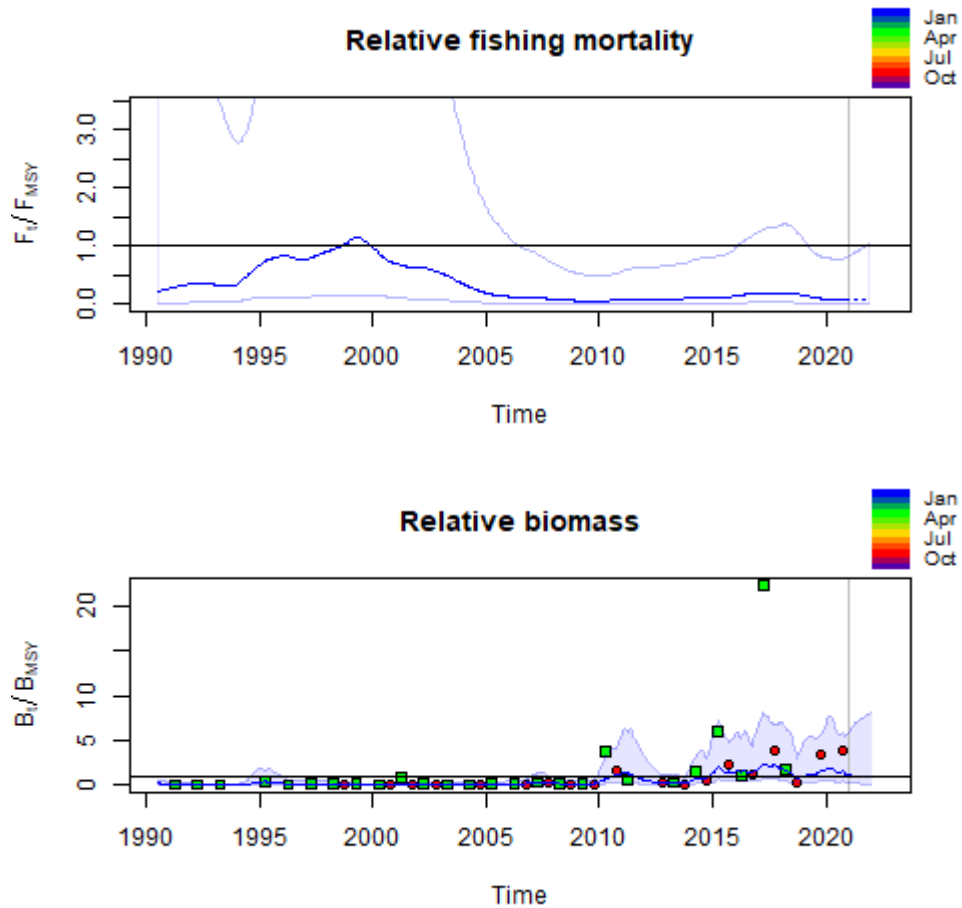 Relative fishing mortality
Jan
Apr
Jul
Oct
Ft/FMSY
3.0
2.0
1.0
0.0
1990 1995 2000 2005 2010 2015 2020
Time
Relative biomass
Jan
Apr
Jul
Oct
Bt/BMSY
20
10
5
0
1990 1995 2000 2005 2010 2015 2020
Time